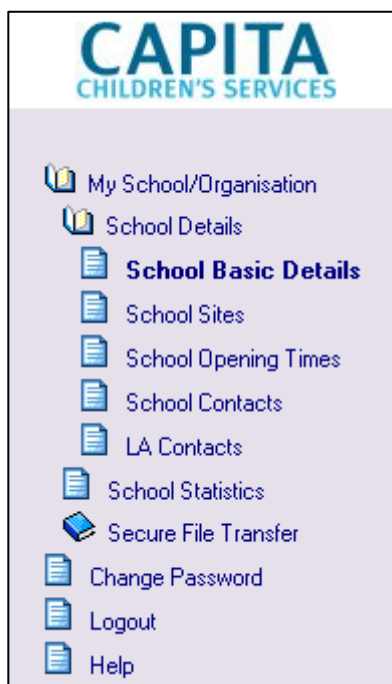 CAPITA
CHILDREN'S SERVICES
My School/Organisation
School Details
School Basic Details
School Sites
School Opening Times
School Contacts
LA Contacts
School Statistics
Secure File Transfer
Change Password
Logout
Help